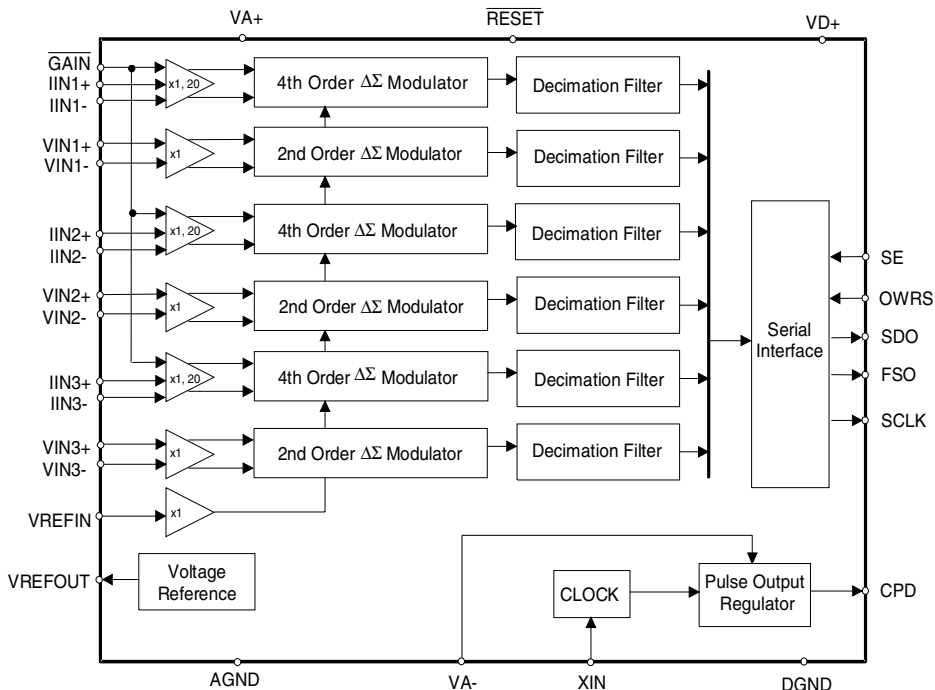 VA+
RESET
VD+
GAIN
IIN1+
IIN1-
x1, 20
4th Order ΔΣ Modulator
Decimation Filter
VIN1+
VIN1-
x1
2nd Order ΔΣ Modulator
Decimation Filter
IIN2+
IIN2-
x1, 20
4th Order ΔΣ Modulator
Decimation Filter
VIN2+
VIN2-
x1
2nd Order ΔΣ Modulator
Decimation Filter
IIN3+
IIN3-
x1, 20
4th Order ΔΣ Modulator
Decimation Filter
VIN3+
VIN3-
x1
2nd Order ΔΣ Modulator
Decimation Filter
Serial
Interface
SE
OWRS
SDO
FSO
SCLK
VREFIN
x1
VREFOUT
Voltage
Reference
CLOCK
Pulse Output
Regulator
CPD
AGND
VA-
XIN
DGND